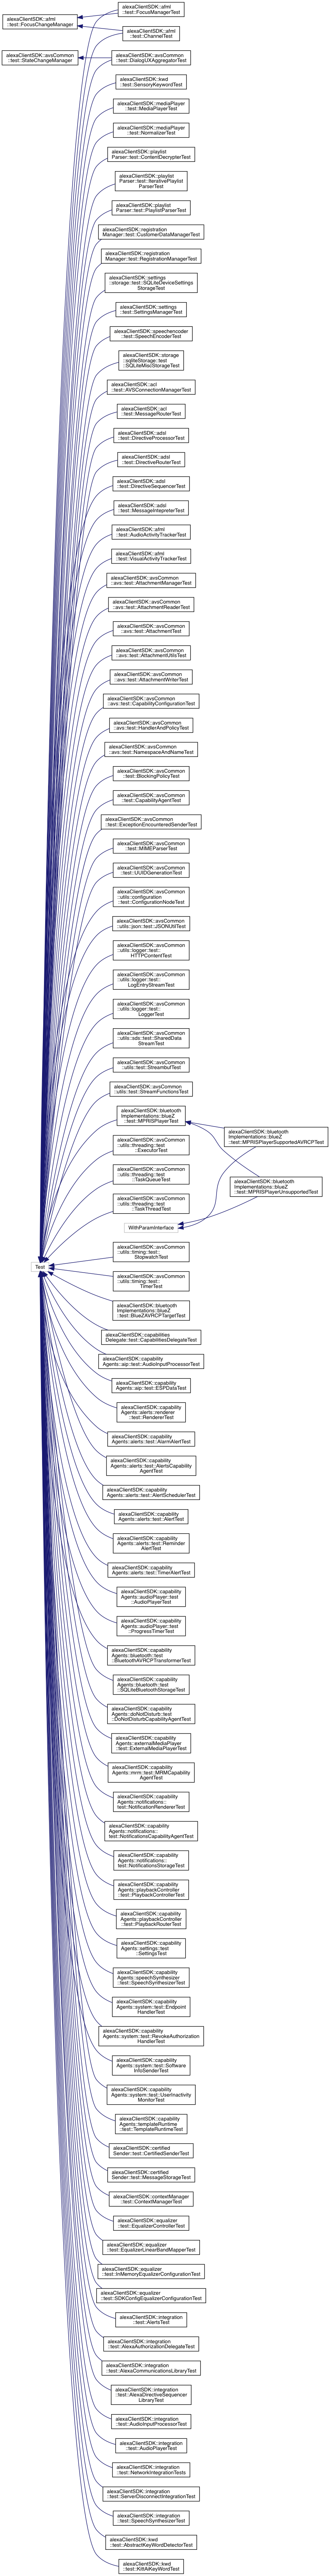 alexaClientSDK::afml
::test::FocusManagerTest
alexaClientSDK::afml
::test::FocusChangeManager
alexaClientSDK::afml
::test::ChannelTest
alexaClientSDK::avsCommon
::test::StateChangeManager
alexaClientSDK::avsCommon
::test::DialogUXAggregatorTest
alexaClientSDK::kwd
::test::SensoryKeywordTest
alexaClientSDK::mediaPlayer
::test::MediaPlayerTest
alexaClientSDK::mediaPlayer
::test::NormalizerTest
alexaClientSDK::playlist
Parser::test::ContentDecrypterTest
alexaClientSDK::playlist
Parser::test::IterativePlaylist
ParserTest
alexaClientSDK::playlist
Parser::test::PlaylistParserTest
alexaClientSDK::registration
Manager::test::CustomerDataManagerTest
alexaClientSDK::registration
Manager::test::RegistrationManagerTest
alexaClientSDK::settings
::storage::test::SQLiteDeviceSettings
StorageTest
alexaClientSDK::settings
::test::SettingsManagerTest
alexaClientSDK::speechencoder
::test::SpeechEncoderTest
alexaClientSDK::storage
::sqliteStorage::test
::SQLiteMiscStorageTest
alexaClientSDK::acl
::test::AVSConnectionManagerTest
alexaClientSDK::acl
::test::MessageRouterTest
alexaClientSDK::adsl
::test::DirectiveProcessorTest
alexaClientSDK::adsl
::test::DirectiveRouterTest
alexaClientSDK::adsl
::test::DirectiveSequencerTest
alexaClientSDK::adsl
::test::MessageIntepreterTest
alexaClientSDK::afml
::test::AudioActivityTrackerTest
alexaClientSDK::afml
::test::VisualActivityTrackerTest
alexaClientSDK::avsCommon
::avs::test::AttachmentManagerTest
alexaClientSDK::avsCommon
::avs::test::AttachmentReaderTest
alexaClientSDK::avsCommon
::avs::test::AttachmentTest
alexaClientSDK::avsCommon
::avs::test::AttachmentUtilsTest
alexaClientSDK::avsCommon
::avs::test::AttachmentWriterTest
alexaClientSDK::avsCommon
::avs::test::CapabilityConfigurationTest
alexaClientSDK::avsCommon
::avs::test::HandlerAndPolicyTest
alexaClientSDK::avsCommon
::avs::test::NamespaceAndNameTest
alexaClientSDK::avsCommon
::test::BlockingPolicyTest
alexaClientSDK::avsCommon
::test::CapabilityAgentTest
alexaClientSDK::avsCommon
::test::ExceptionEncounteredSenderTest
alexaClientSDK::avsCommon
::test::MIMEParserTest
alexaClientSDK::avsCommon
::test::UUIDGenerationTest
alexaClientSDK::avsCommon
::utils::configuration
::test::ConfigurationNodeTest
alexaClientSDK::avsCommon
::utils::json::test::JSONUtilTest
alexaClientSDK::avsCommon
::utils::logger::test::
HTTPContentTest
alexaClientSDK::avsCommon
::utils::logger::test::
LogEntryStreamTest
alexaClientSDK::avsCommon
::utils::logger::test::
LoggerTest
alexaClientSDK::avsCommon
::utils::sds::test::SharedData
StreamTest
alexaClientSDK::avsCommon
::utils::test::StreambufTest
alexaClientSDK::avsCommon
::utils::test::StreamFunctionsTest
alexaClientSDK::bluetooth
Implementations::blueZ
::test::MPRISPlayerTest
alexaClientSDK::bluetooth
Implementations::blueZ
::test::MPRISPlayerSupportedAVRCPTest
alexaClientSDK::avsCommon
::utils::threading::test
::ExecutorTest
alexaClientSDK::avsCommon
::utils::threading::test
::TaskQueueTest
alexaClientSDK::bluetooth
Implementations::blueZ
::test::MPRISPlayerUnsupportedTest
alexaClientSDK::avsCommon
::utils::threading::test
::TaskThreadTest
WithParamInterface
alexaClientSDK::avsCommon
::utils::timing::test::
StopwatchTest
Test
alexaClientSDK::avsCommon
::utils::timing::test::
TimerTest
alexaClientSDK::bluetooth
Implementations::blueZ
::test::BlueZAVRCPTargetTest
alexaClientSDK::capabilities
Delegate::test::CapabilitiesDelegateTest
alexaClientSDK::capability
Agents::aip::test::AudioInputProcessorTest
alexaClientSDK::capability
Agents::aip::test::ESPDataTest
alexaClientSDK::capability
Agents::alerts::renderer
::test::RendererTest
alexaClientSDK::capability
Agents::alerts::test::AlarmAlertTest
alexaClientSDK::capability
Agents::alerts::test::AlertsCapability
AgentTest
alexaClientSDK::capability
Agents::alerts::test::AlertSchedulerTest
alexaClientSDK::capability
Agents::alerts::test::AlertTest
alexaClientSDK::capability
Agents::alerts::test::Reminder
AlertTest
alexaClientSDK::capability
Agents::alerts::test::TimerAlertTest
alexaClientSDK::capability
Agents::audioPlayer::test
::AudioPlayerTest
alexaClientSDK::capability
Agents::audioPlayer::test
::ProgressTimerTest
alexaClientSDK::capability
Agents::bluetooth::test
::BluetoothAVRCPTransformerTest
alexaClientSDK::capability
Agents::bluetooth::test
::SQLiteBluetoothStorageTest
alexaClientSDK::capability
Agents::doNotDisturb::test
::DoNotDisturbCapabilityAgentTest
alexaClientSDK::capability
Agents::externalMediaPlayer
::test::ExternalMediaPlayerTest
alexaClientSDK::capability
Agents::mrm::test::MRMCapability
AgentTest
alexaClientSDK::capability
Agents::notifications::
test::NotificationRendererTest
alexaClientSDK::capability
Agents::notifications::
test::NotificationsCapabilityAgentTest
alexaClientSDK::capability
Agents::notifications::
test::NotificationsStorageTest
alexaClientSDK::capability
Agents::playbackController
::test::PlaybackControllerTest
alexaClientSDK::capability
Agents::playbackController
::test::PlaybackRouterTest
alexaClientSDK::capability
Agents::settings::test
::SettingsTest
alexaClientSDK::capability
Agents::speechSynthesizer
::test::SpeechSynthesizerTest
alexaClientSDK::capability
Agents::system::test::Endpoint
HandlerTest
alexaClientSDK::capability
Agents::system::test::RevokeAuthorization
HandlerTest
alexaClientSDK::capability
Agents::system::test::Software
InfoSenderTest
alexaClientSDK::capability
Agents::system::test::UserInactivity
MonitorTest
alexaClientSDK::capability
Agents::templateRuntime
::test::TemplateRuntimeTest
alexaClientSDK::certified
Sender::test::CertifiedSenderTest
alexaClientSDK::certified
Sender::test::MessageStorageTest
alexaClientSDK::contextManager
::test::ContextManagerTest
alexaClientSDK::equalizer
::test::EqualizerControllerTest
alexaClientSDK::equalizer
::test::EqualizerLinearBandMapperTest
alexaClientSDK::equalizer
::test::InMemoryEqualizerConfigurationTest
alexaClientSDK::equalizer
::test::SDKConfigEqualizerConfigurationTest
alexaClientSDK::integration
::test::AlertsTest
alexaClientSDK::integration
::test::AlexaAuthorizationDelegateTest
alexaClientSDK::integration
::test::AlexaCommunicationsLibraryTest
alexaClientSDK::integration
::test::AlexaDirectiveSequencer
LibraryTest
alexaClientSDK::integration
::test::AudioInputProcessorTest
alexaClientSDK::integration
::test::AudioPlayerTest
alexaClientSDK::integration
::test::NetworkIntegrationTests
alexaClientSDK::integration
::test::ServerDisconnectIntegrationTest
alexaClientSDK::integration
::test::SpeechSynthesizerTest
alexaClientSDK::kwd
::test::AbstractKeyWordDetectorTest
alexaClientSDK::kwd
::test::KittAiKeyWordTest